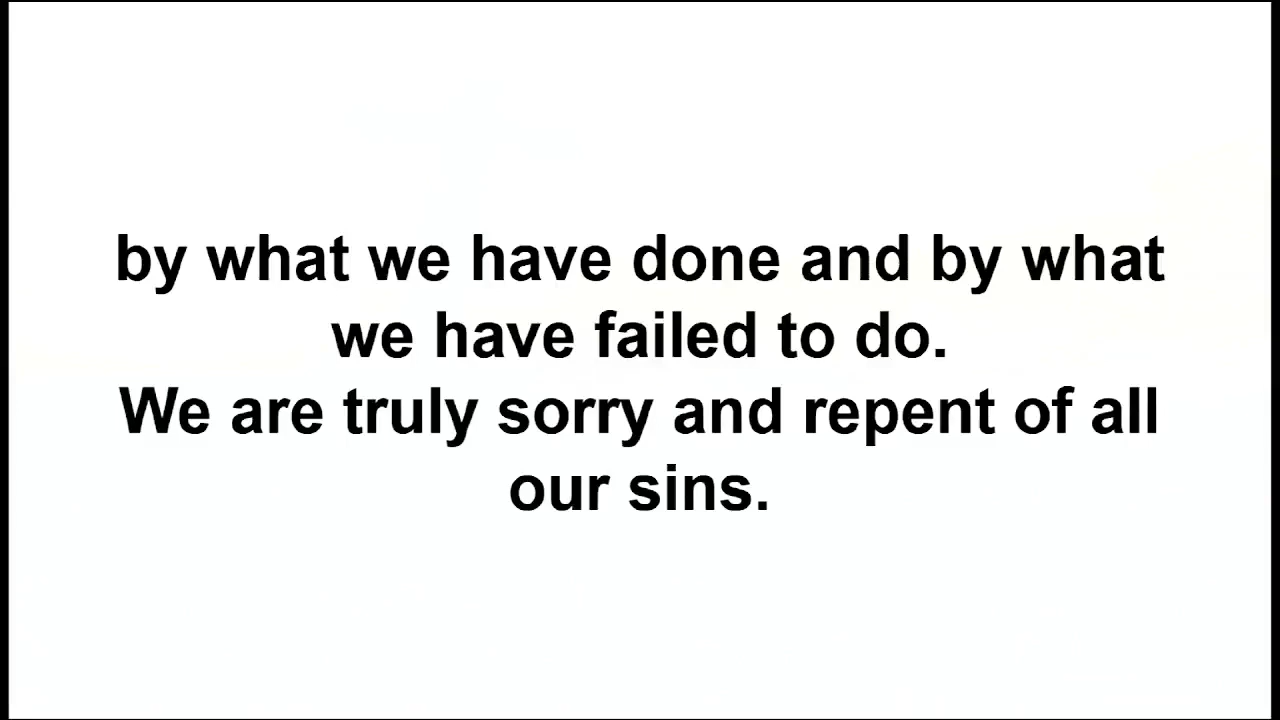 by what we have done and by what
we have failed to do.
We are truly sorry and repent of all
our sins.